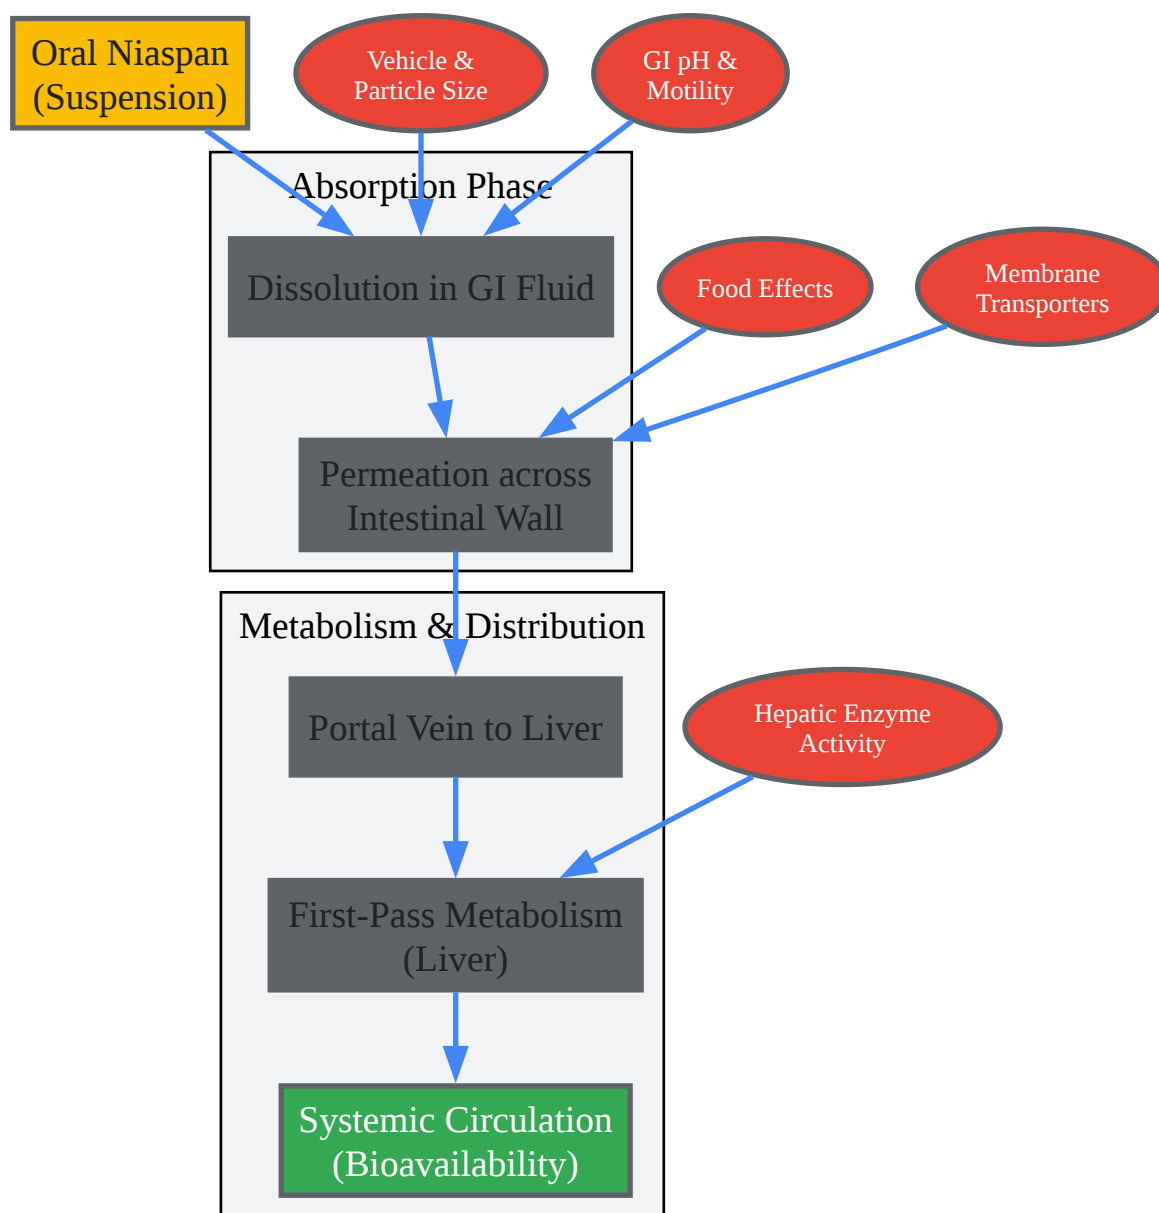 Oral Niaspan
(Suspension)
Vehicle &
Particle Size
GI pH &
Motility
Absorption Phase
Dissolution in GI Fluid
Food Effects
Membrane
Transporters
Permeation across
Intestinal Wall
Metabolism & Distribution
Portal Vein to Liver
Hepatic Enzyme
Activity
First-Pass Metabolism
(Liver)
Systemic Circulation
(Bioavailability)